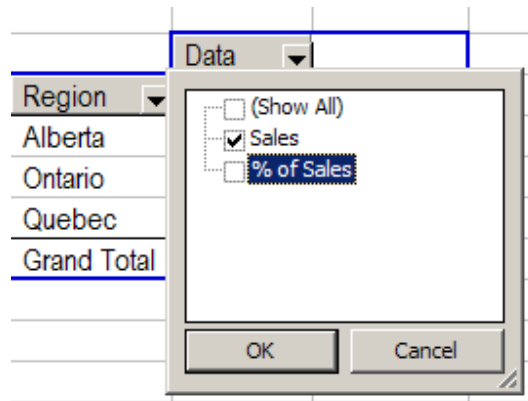 Data
Region
(Show All)
Alberta
Sales
Ontario
% of Sales
Quebec
Grand Total
OK
Cancel